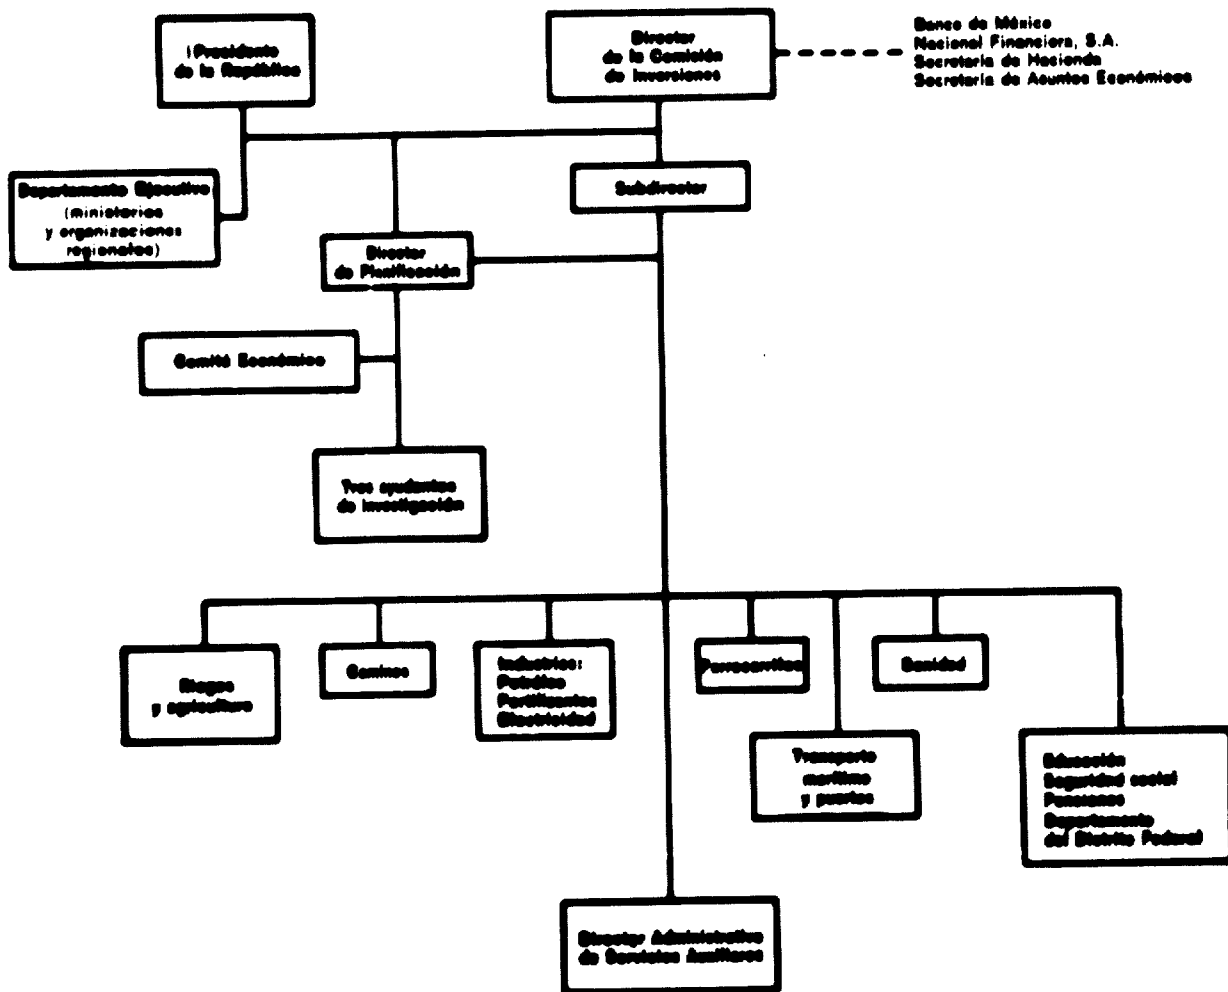 (Presidente
de la República
Director
de la Comisión
de Inversiones
Banco de México
Nacional Financiera, S.A.
Secretaría de Hacienda
Secretaría de Asuntos Económicos
Departamento Ejecutivo
(ministerios
y organizaciones
regionales)
Subdirector
Director
de Planificación
Comité Económico
Tres ayudantes
de investigación
Riegos
y agricultura
Caminos
Industrias:
Petróleo
Fertilizantes
Electricidad
Ferrocarriles
Sanidad
Transporte
marítimo
y puertos
Educación
Seguridad social
Pensiones
Departamento
del Distrito Federal
Director Administrativo
de Servicios Auxiliares